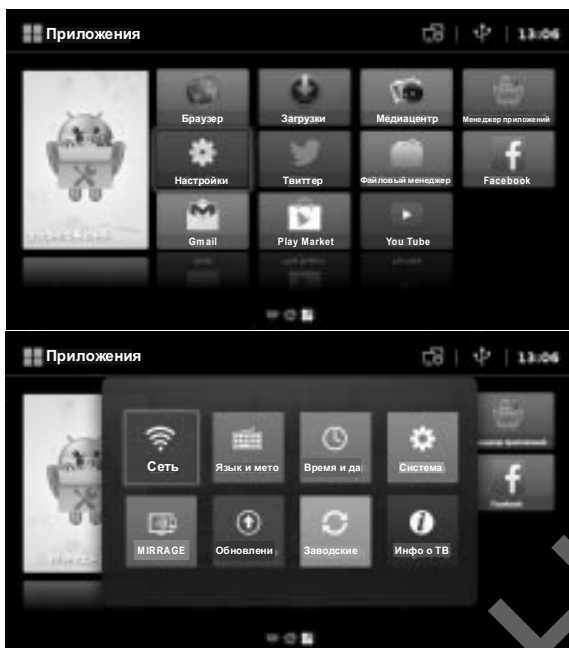 Приложения
13:06
Браузер Загрузки Медиацентр Менеджер приложений
Настройки Твиттер Файловый менеджер Facebook
Gmail Play Market You Tube
Приложения
13:06
Сеть Язык и мето Время и да Система
MIRRAGE Обновлени Заводские Инфо о ТВ
Facebook